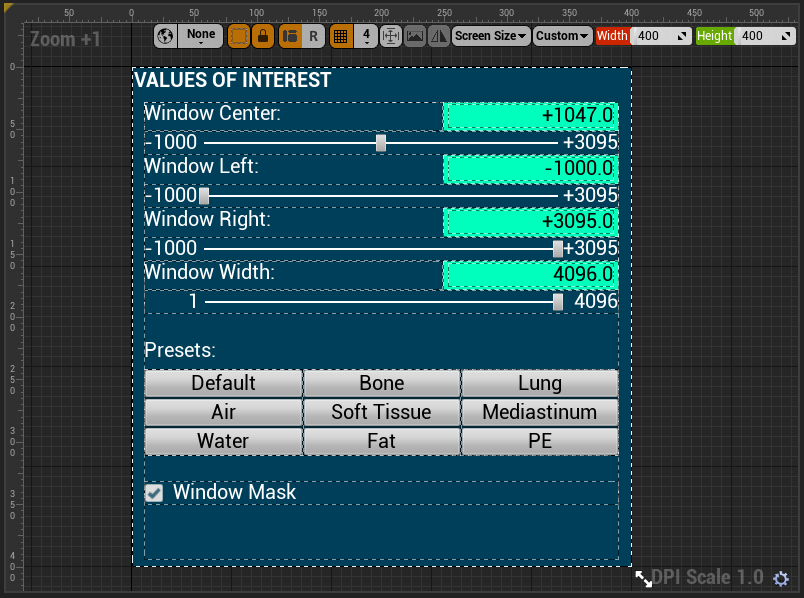 50 0 50 100 150 200 250 300 350 400 450 500
Zoom +1
None R 4 Screen Size Custom Width 400 Height 400
0
50
100
150
200
250
300
350
400
VALUES OF INTEREST
Window Center: +1047.0
-1000 +3095
Window Left: -1000.0
-1000 +3095
Window Right: +3095.0
-1000 +3095
Window Width: 4096.0
1 4096
Presets:
Default Bone Lung
Air Soft Tissue Mediastinum
Water Fat PE
Window Mask
DPI Scale 1.0